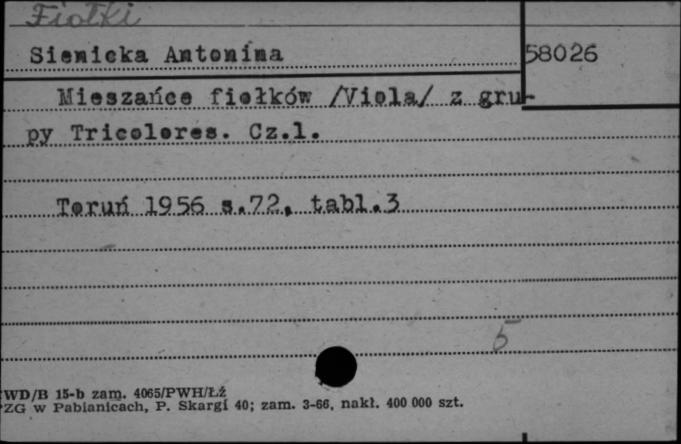 Fiołki
Sienicka Antonina
58026
Mieszańce fiołków /Viola/ z gru-
py Tricolores. Cz.1.
Toruń 1956 s.72, tabl.3
5
WD/B 15-b zam. 4065/PWH/ŁŹ
ZG w Pabianicach, P. Skargi 40; zam. 3-66, nakł. 400 000 szt.